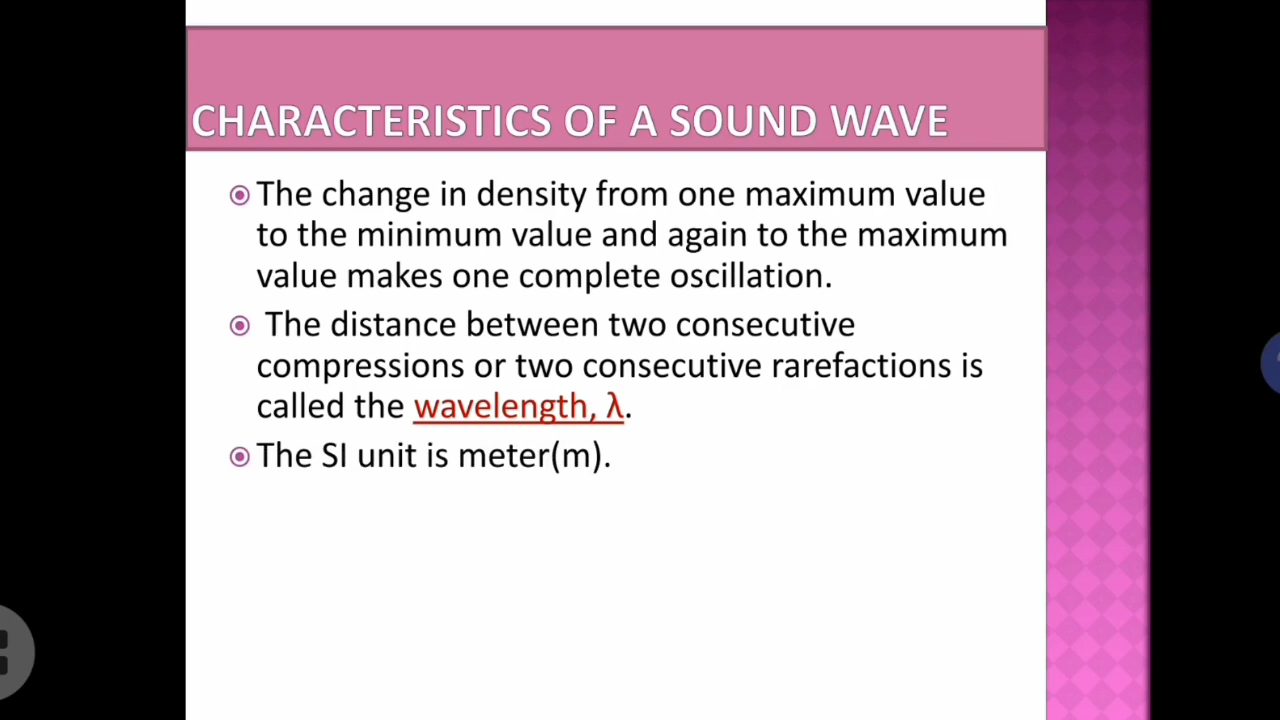 CHARACTERISTICS OF A SOUND WAVE
The change in density from one maximum value
to the minimum value and again to the maximum
value makes one complete oscillation.
The distance between two consecutive
compressions or two consecutive rarefactions is
called the wavelength, λ.
The SI unit is meter(m).